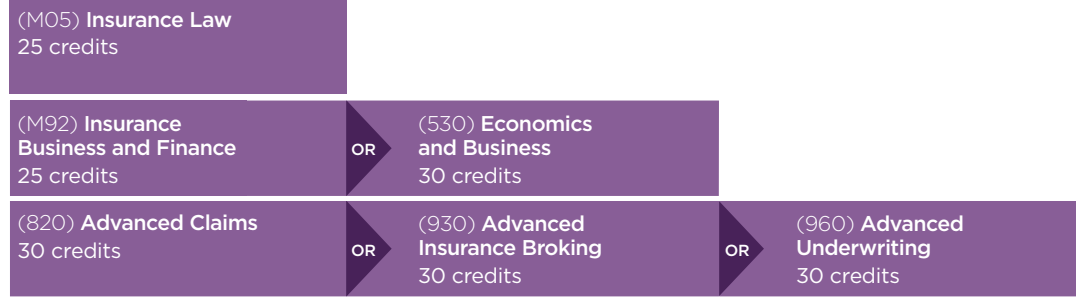 (M05) Insurance Law
25 credits
(M92) Insurance
Business and Finance
25 credits
OR
(530) Economics
and Business
30 credits
(820) Advanced Claims
30 credits
OR
(930) Advanced
Insurance Broking
30 credits
OR
(960) Advanced
Underwriting
30 credits